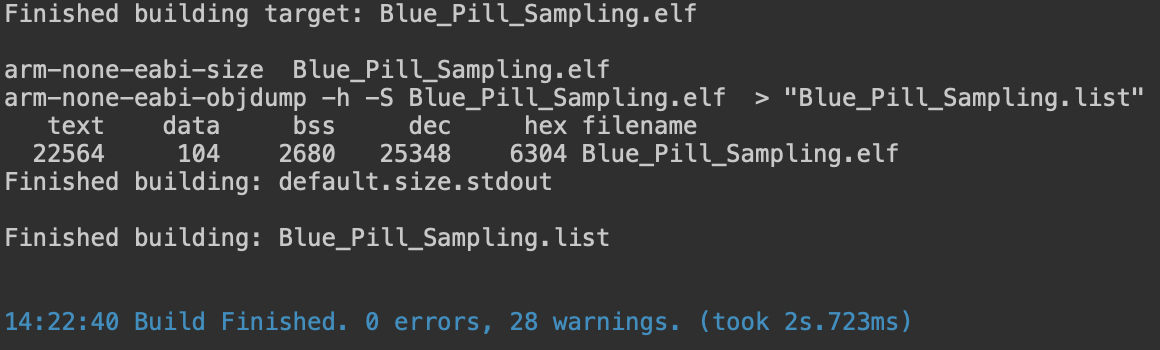 Finished building target: Blue_Pill_Sampling.elf
arm-none-eabi-size  Blue_Pill_Sampling.elf
arm-none-eabi-objdump -h -S Blue_Pill_Sampling.elf  > "Blue_Pill_Sampling.list"
   text    data     bss     dec     hex filename
  22564     104    2680   25348    6304 Blue_Pill_Sampling.elf
Finished building: default.size.stdout
Finished building: Blue_Pill_Sampling.list
14:22:40 Build Finished. 0 errors, 28 warnings. (took 2s.723ms)